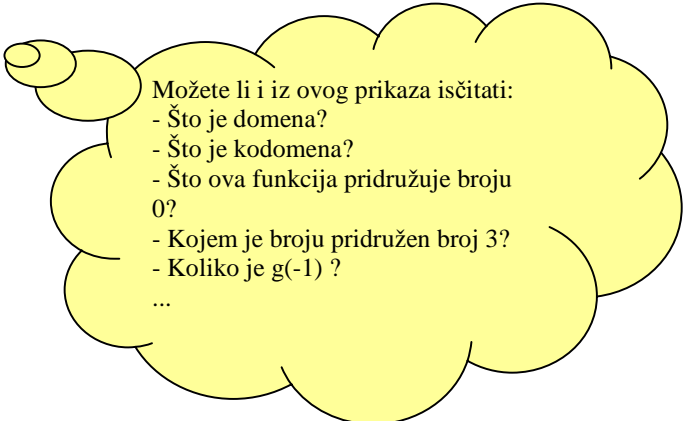 Možete li i iz ovog prikaza isčitati:
- Što je domena?
- Što je kodomena?
- Što ova funkcija pridružuje broju
0?
- Kojem je broju pridružen broj 3?
- Koliko je g(-1) ?
...